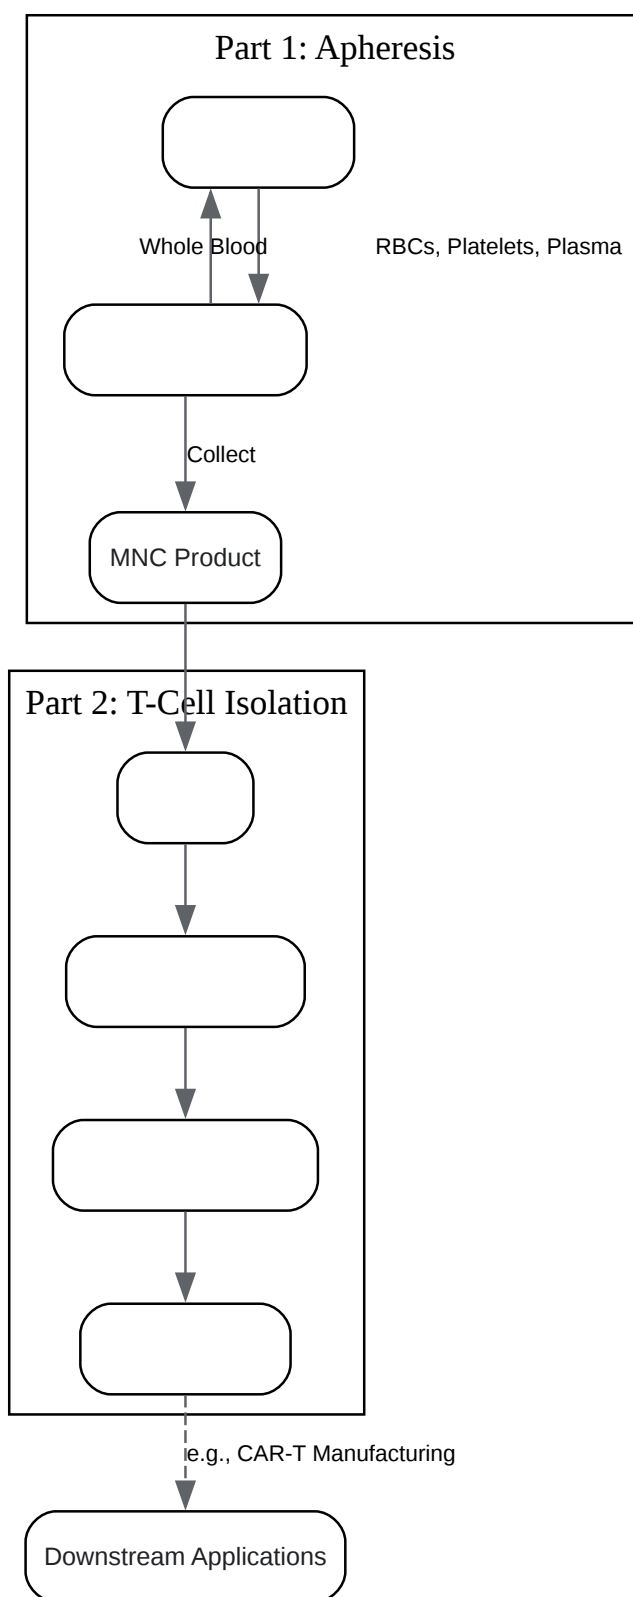 Part 1: Apheresis
Whole Blood
RBCs, Platelets, Plasma
Collect
MNC Product
Part 2: T-Cell Isolation
e.g., CAR-T Manufacturing
Downstream Applications